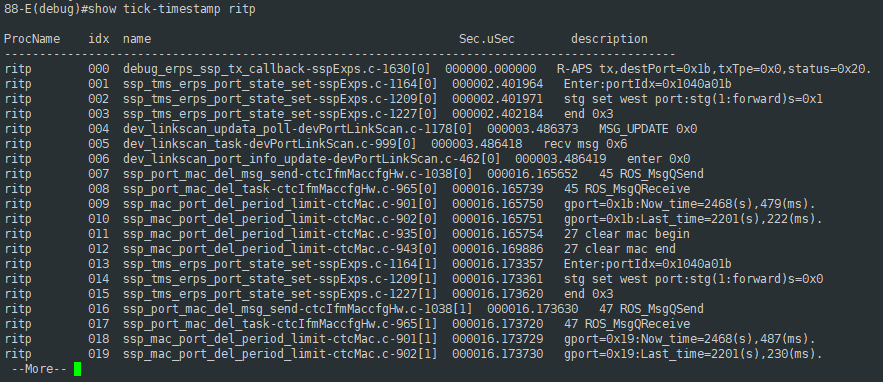 88-E(debug)#show tick-timestamp ritp
ProcName idx name Sec.uSec description
--------------------------------------------------------------------------------------------
ritp 000 debug_erps_ssp_tx_callback-sspExps.c-1630[0] 000000.000000 R-APS tx,destPort=0x1b,txTpe=0x0,status=0x20.
ritp 001 ssp_tms_erps_port_state_set-sspExps.c-1164[0] 000002.401964 Enter:portIdx=0x1040a01b
ritp 002 ssp_tms_erps_port_state_set-sspExps.c-1209[0] 000002.401971 stg set west port:stg(1:forward)s=0x1
ritp 003 ssp_tms_erps_port_state_set-sspExps.c-1227[0] 000002.402184 end 0x3
ritp 004 dev_linkscan_updata_poll-devPortLinkScan.c-1178[0] 000003.486373 MSG_UPDATE 0x0
ritp 005 dev_linkscan_task-devPortLinkScan.c-999[0] 000003.486418 recv msg 0x6
ritp 006 dev_linkscan_port_info_update-devPortLinkScan.c-462[0] 000003.486419 enter 0x0
ritp 007 ssp_port_mac_del_msg_send-ctcIfmMaccfgHw.c-1038[0] 000016.165652 45 ROS_MsgQSend
ritp 008 ssp_port_mac_del_task-ctcIfmMaccfgHw.c-965[0] 000016.165739 45 ROS_MsgQReceive
ritp 009 ssp_mac_port_del_period_limit-ctcMac.c-901[0] 000016.165750 gport=0x1b:Now_time=2468(s),479(ms).
ritp 010 ssp_mac_port_del_period_limit-ctcMac.c-902[0] 000016.165751 gport=0x1b:Last_time=2201(s),222(ms).
ritp 011 ssp_mac_port_del_period_limit-ctcMac.c-935[0] 000016.165754 27 clear mac begin
ritp 012 ssp_mac_port_del_period_limit-ctcMac.c-943[0] 000016.169886 27 clear mac end
ritp 013 ssp_tms_erps_port_state_set-sspExps.c-1164[1] 000016.173357 Enter:portIdx=0x1040a01b
ritp 014 ssp_tms_erps_port_state_set-sspExps.c-1209[1] 000016.173361 stg set west port:stg(1:forward)s=0x0
ritp 015 ssp_tms_erps_port_state_set-sspExps.c-1227[1] 000016.173620 end 0x3
ritp 016 ssp_port_mac_del_msg_send-ctcIfmMaccfgHw.c-1038[1] 000016.173630 47 ROS_MsgQSend
ritp 017 ssp_port_mac_del_task-ctcIfmMaccfgHw.c-965[1] 000016.173720 47 ROS_MsgQReceive
ritp 018 ssp_mac_port_del_period_limit-ctcMac.c-901[1] 000016.173729 gport=0x19:Now_time=2468(s),487(ms).
ritp 019 ssp_mac_port_del_period_limit-ctcMac.c-902[1] 000016.173730 gport=0x19:Last_time=2201(s),230(ms).
--More--